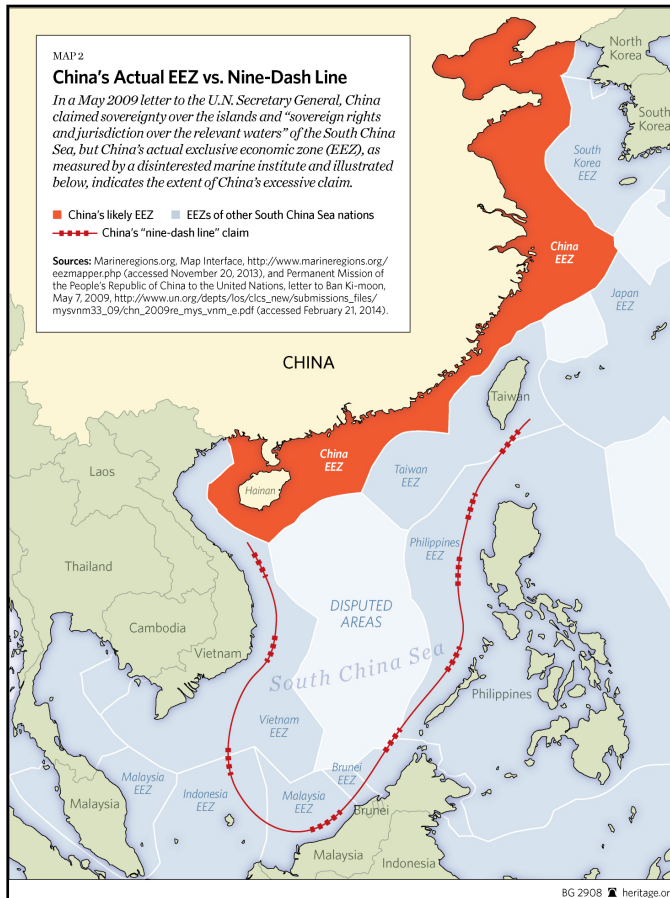 MAP 2
China's Actual EEZ vs. Nine-Dash Line
In a May 2009 letter to the U.N. Secretary General, China
claimed sovereignty over the islands and “sovereign rights
and jurisdiction over the relevant waters” of the South China
Sea, but China's actual exclusive economic zone (EEZ), as
measured by a disinterested marine institute and illustrated
below, indicates the extent of China's excessive claim.
China's likely EEZ
EEZs of other South China Sea nations
China's “nine-dash line” claim
Sources: Marineregions.org, Map Interface, http://www.marineregions.org/
eezmapper.php (accessed November 20, 2013), and Permanent Mission of
the People's Republic of China to the United Nations, letter to Ban Ki-moon,
May 7, 2009, http://www.un.org/depts/los/clcs_new/submissions_files/
mysvnm33_09/chn_2009re_mys_vnm_e.pdf (accessed February 21, 2014).
North
Korea
South
Korea
South
Korea
EEZ
China
EEZ
Japan
EEZ
CHINA
Taiwan
China
EEZ
Taiwan
EEZ
Hainan
Laos
Philippines
EEZ
Thailand
DISPUTED
AREAS
Cambodia
Vietnam
South China Sea
Philippines
Vietnam
EEZ
Brunei
EEZ
Malaysia
EEZ
Indonesia
EEZ
Malaysia
EEZ
Malaysia
Brunei
Malaysia
Indonesia
BG 2908
heritage.or